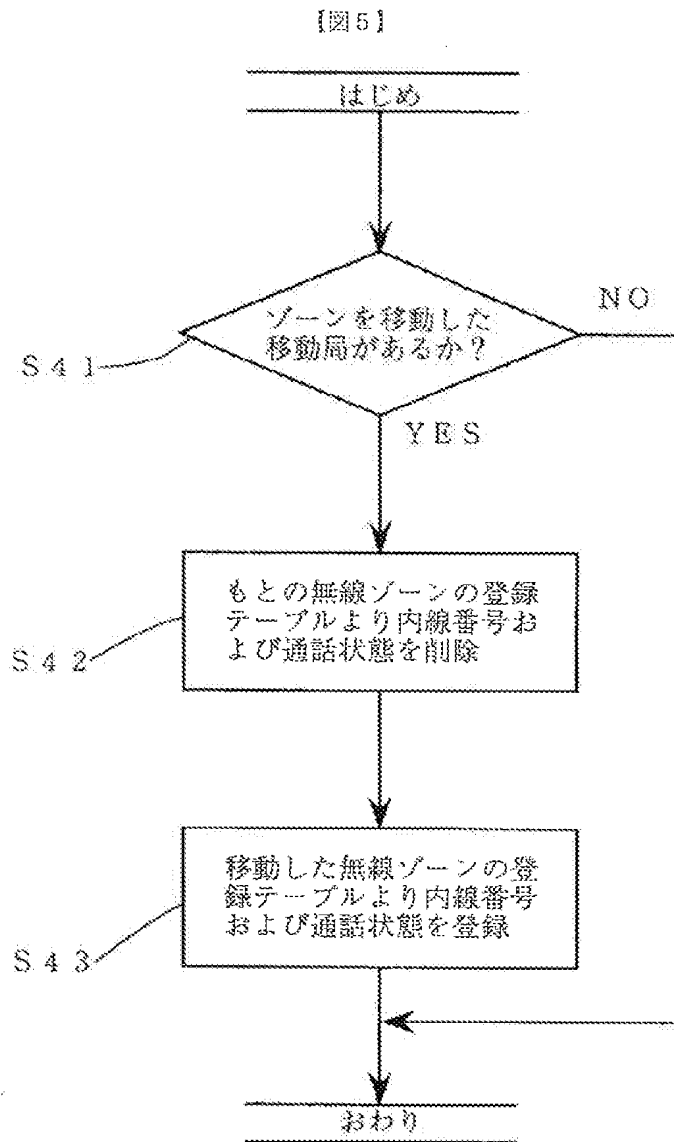 【図5】
はじめ
ゾーンを移動した
移動局があるか？
NO
S41
YES
もとの無線ゾーンの登録
テーブルより内線番号お
よび通話状態を削除
S42
移動した無線ゾーンの登
録テーブルより内線番号
および通話状態を登録
S43
おわり